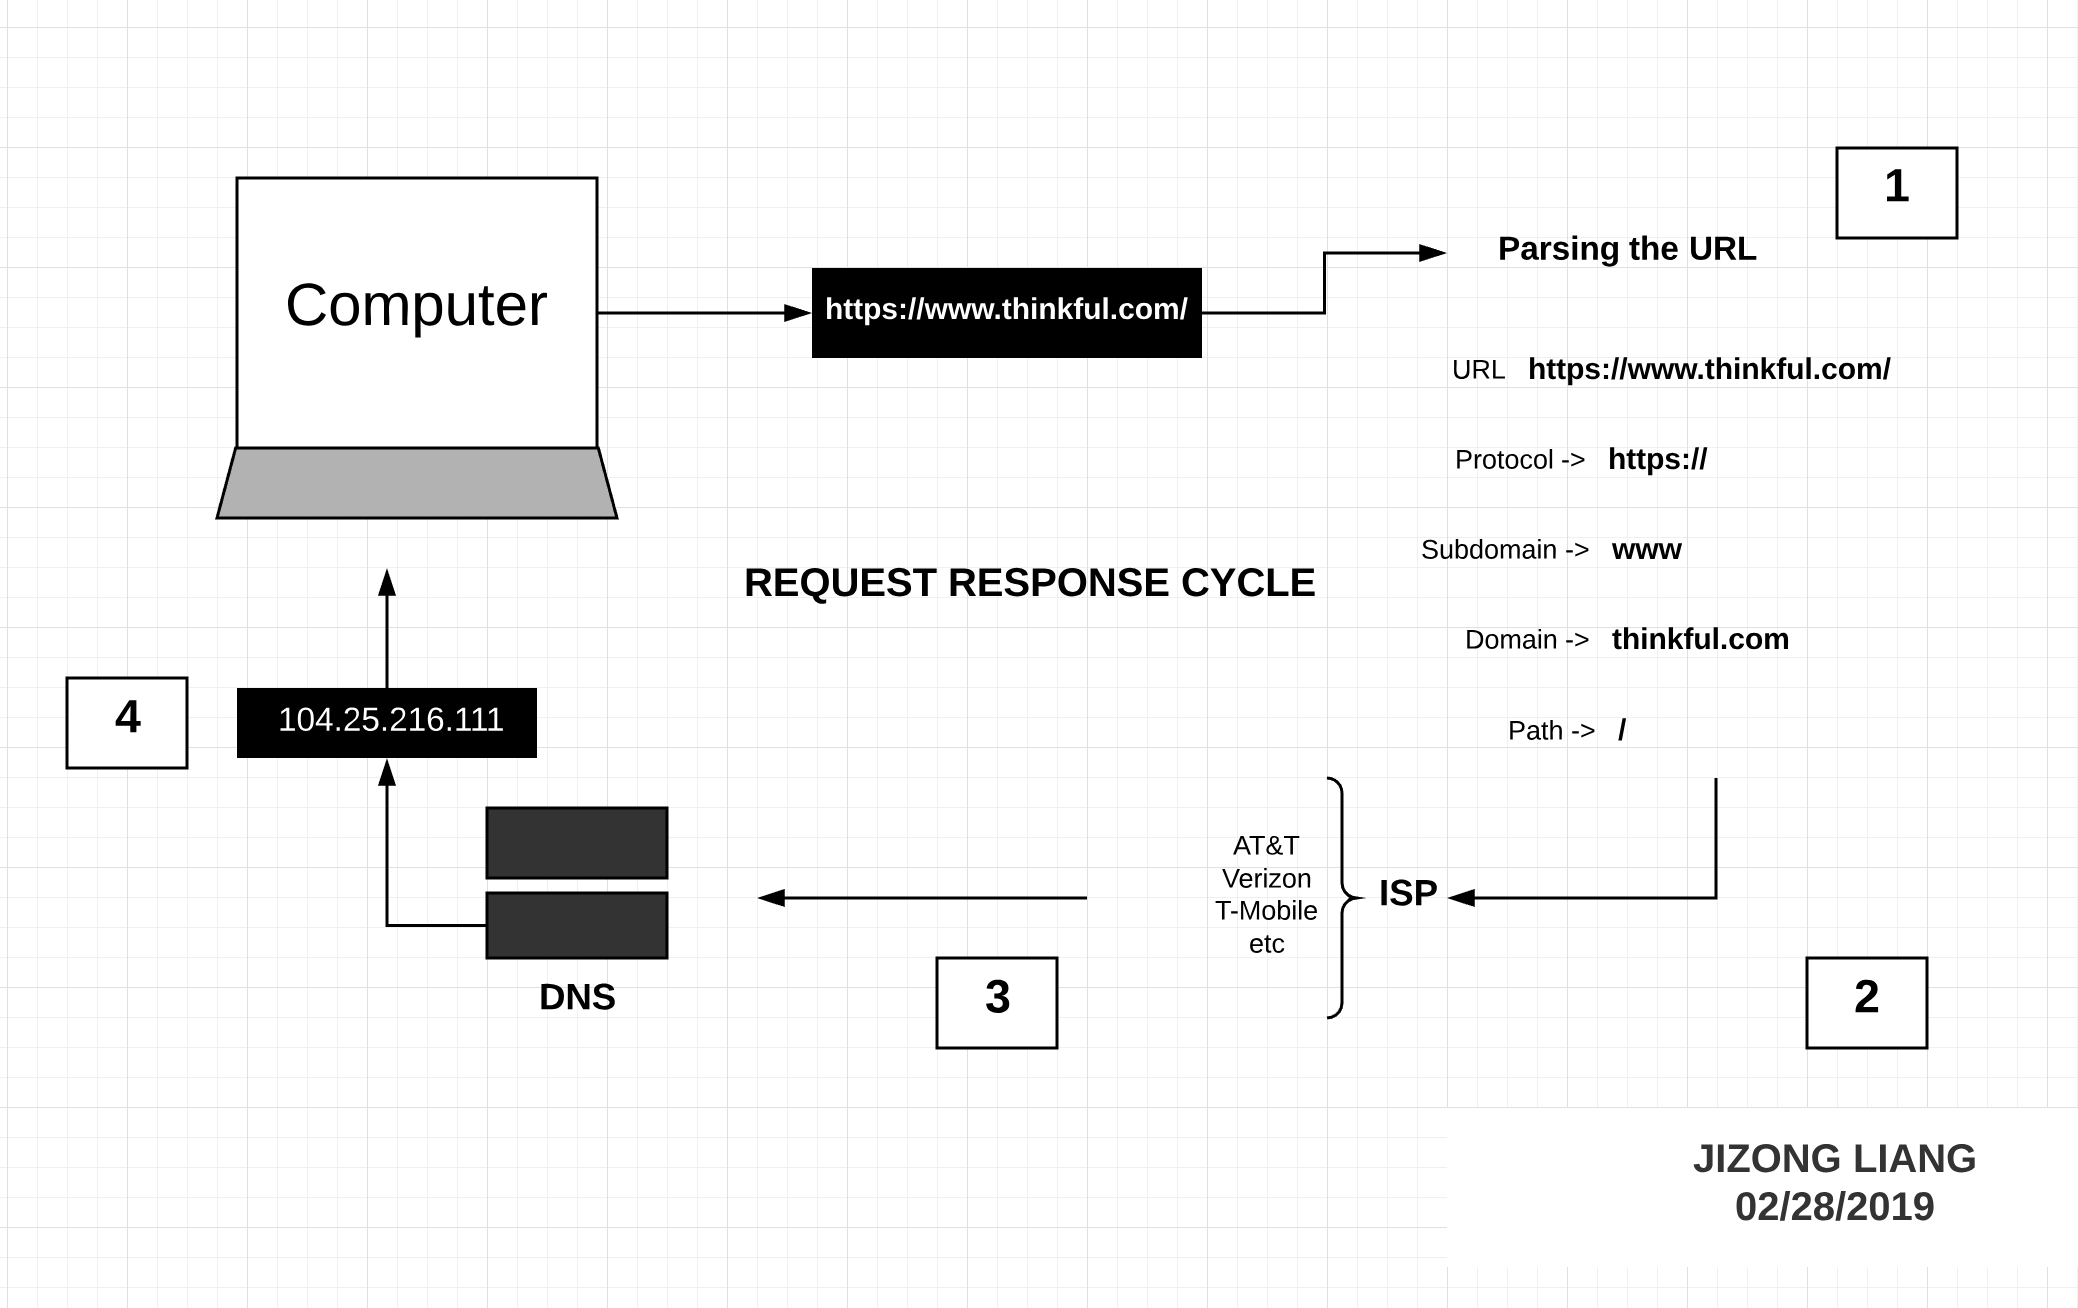 1
Computer
https://www.thinkful.com/
Parsing the URL
URL https://www.thinkful.com/
Protocol -> https://
Subdomain -> www
REQUEST RESPONSE CYCLE
Domain -> thinkful.com
Path -> /
4
104.25.216.111
AT&T
Verizon
T-Mobile
etc
ISP
DNS
3
2
JIZONG LIANG
02/28/2019